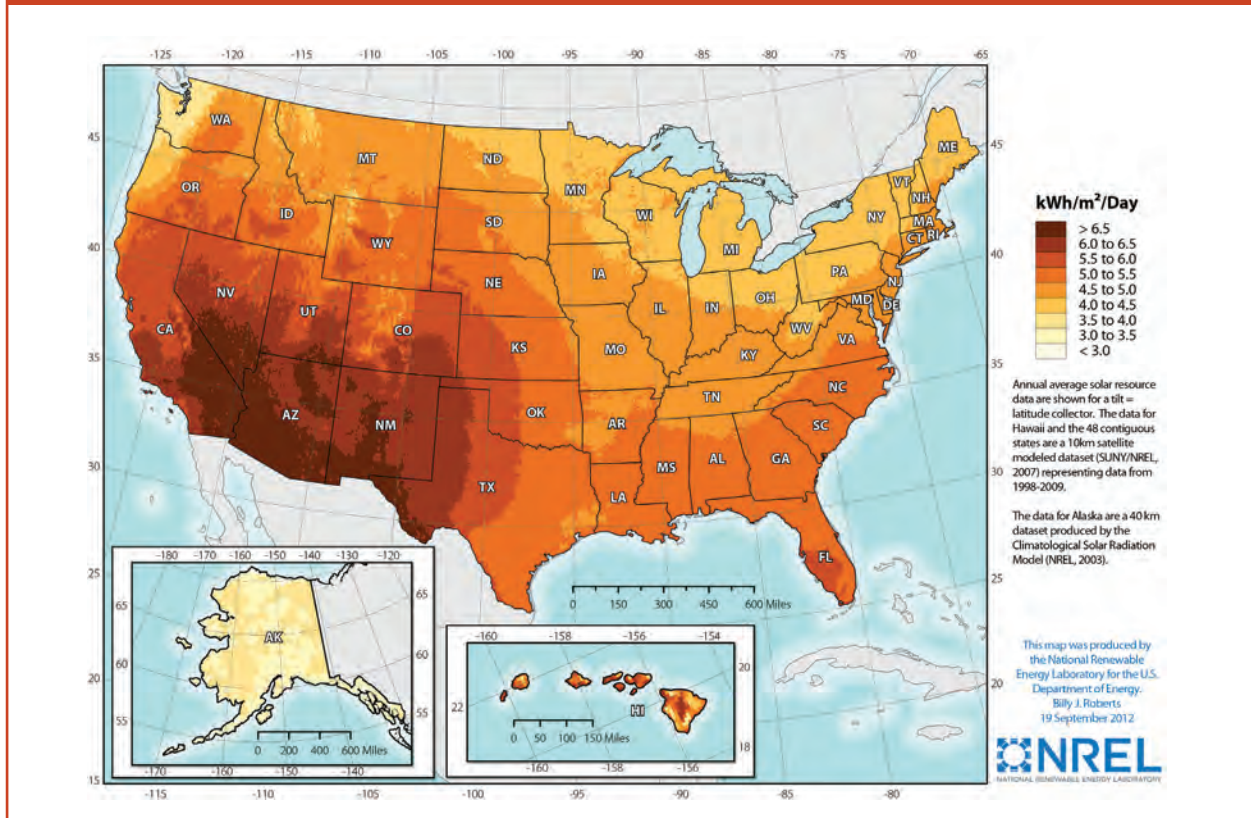 -125 -120 -115 -110 -105 -100 -95 -90 -85 -80 -75 -70 -65
45
40
35
30
25
20
15
45
40
35
30
25
20
-115 -110 -105 -100 -95 -90 -85 -80 -75
WA
OR
CA
NV
ID
MT
WY
UT
CO
AZ
NM
ND
SD
NE
KS
OK
TX
MN
IA
MO
AR
LA
WI
IL
MI
IN
OH
KY
TN
MS
AL
GA
FL
SC
NC
VA
WV
PA
NY
VT
NH
ME
MA
CT
RI
NJ
MD
DE
0 150 300 450 600 Miles
-180 -170 -160 -150 -140 -130 -120
65
60
55
65
60
55
AK
0 200 400 600 Miles
-170 -160 -150 -140
-160 -158 -156 -154
22
20
18
HI
0 50 100 150 Miles
-160 -158 -156
kWh/m²/Day
> 6.5
6.0 to 6.5
5.5 to 6.0
5.0 to 5.5
4.5 to 5.0
4.0 to 4.5
3.5 to 4.0
3.0 to 3.5
< 3.0
Annual average solar resource
data are shown for a tilt =
latitude collector. The data for
Hawaii and the 48 contiguous
states are a 10km satellite
modeled dataset (SUNY/NREL,
2007) representing data from
1998-2009.
The data for Alaska are a 40 km
dataset produced by the
Climatological Solar Radiation
Model (NREL, 2003).
This map was produced by
the National Renewable
Energy Laboratory for the U.S.
Department of Energy.
Billy J. Roberts
19 September 2012
NREL
NATIONAL RENEWABLE ENERGY LABORATORY